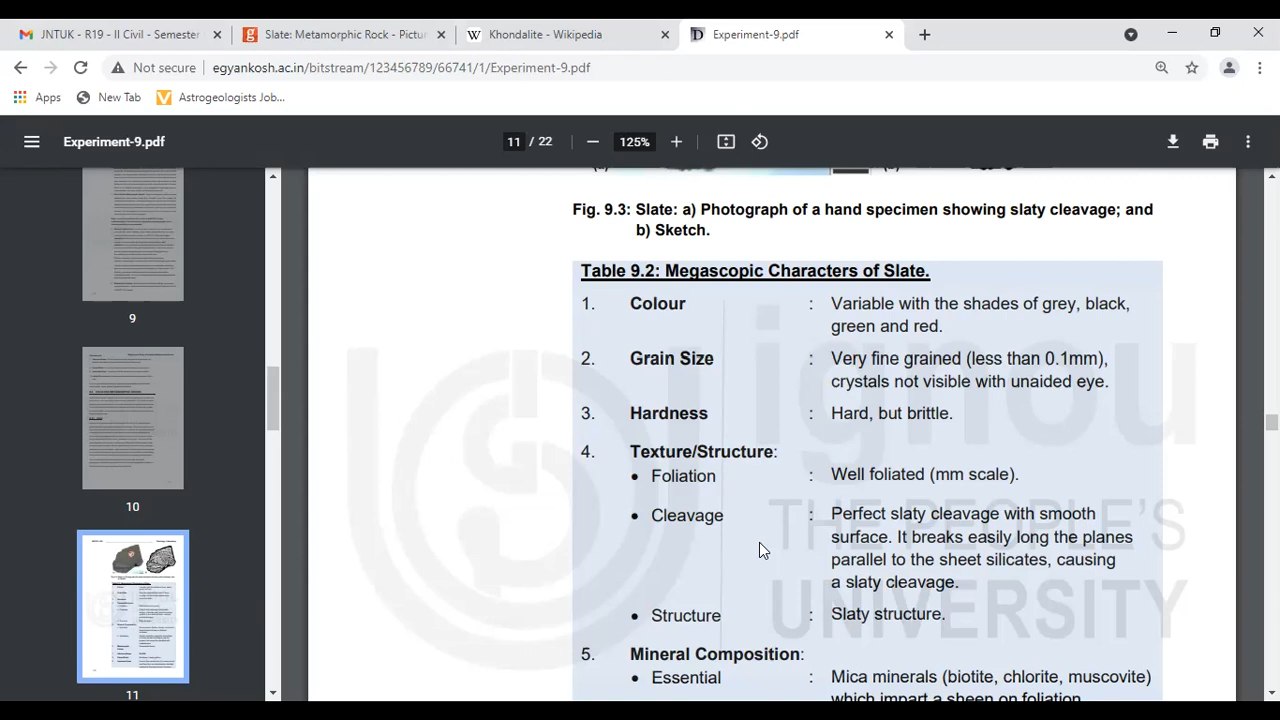 JNTUK - R19 - II Civil - Semester
Slate: Metamorphic Rock - Pictu
Khondalite - Wikipedia
Experiment-9.pdf
Not secure
egyankosh.ac.in/bitstream/123456789/66741/1/Experiment-9.pdf
Apps
New Tab
Astrogeologists Job...
Experiment-9.pdf
11 / 22
125%
9
10
11
Fig. 9.3: Slate: a) Photograph of a hand specimen showing slaty cleavage; and
b) Sketch.
Table 9.2: Megascopic Characters of Slate.
1. Colour : Variable with the shades of grey, black,
green and red.
2. Grain Size : Very fine grained (less than 0.1mm),
crystals not visible with unaided eye.
3. Hardness : Hard, but brittle.
4. Texture/Structure:
• Foliation : Well foliated (mm scale).
• Cleavage : Perfect slaty cleavage with smooth
surface. It breaks easily long the planes
parallel to the sheet silicates, causing
a slaty cleavage.
• Structure : Slaty structure.
5. Mineral Composition:
• Essential : Mica minerals (biotite, chlorite, muscovite)
which impart a sheen on foliation
ignou
THE PEOPLE'S
UNIVERSITY